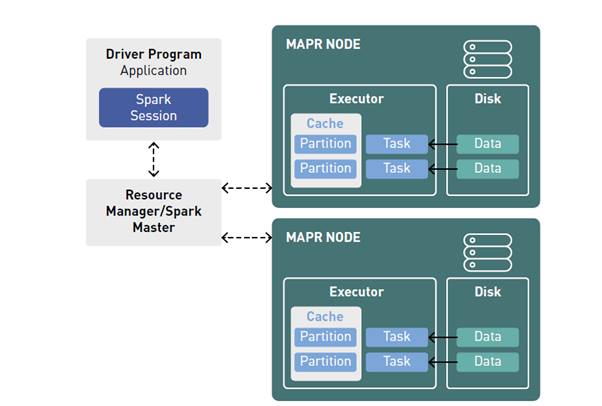 Driver Program
Application
Spark
Session
Resource
Manager/Spark
Master
MAPR NODE
Executor
Disk
Cache
Partition
Task
Data
Partition
Task
Data
MAPR NODE
Executor
Disk
Cache
Partition
Task
Data
Partition
Task
Data